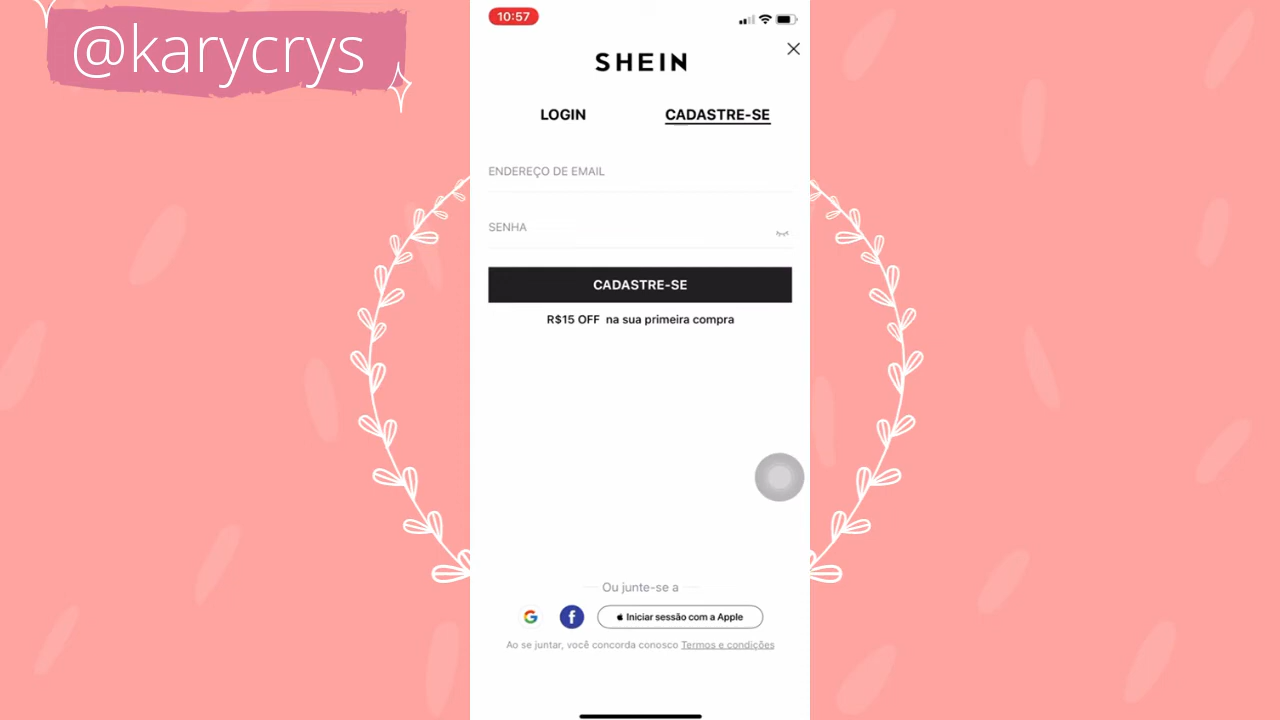 @karycrys
10:57
SHEIN
LOGIN
CADASTRE-SE
ENDEREÇO DE EMAIL
SENHA
CADASTRE-SE
R$15 OFF na sua primeira compra
Ou junte-se a
Iniciar sessão com a Apple
Ao se juntar, você concorda conosco Termos e condições